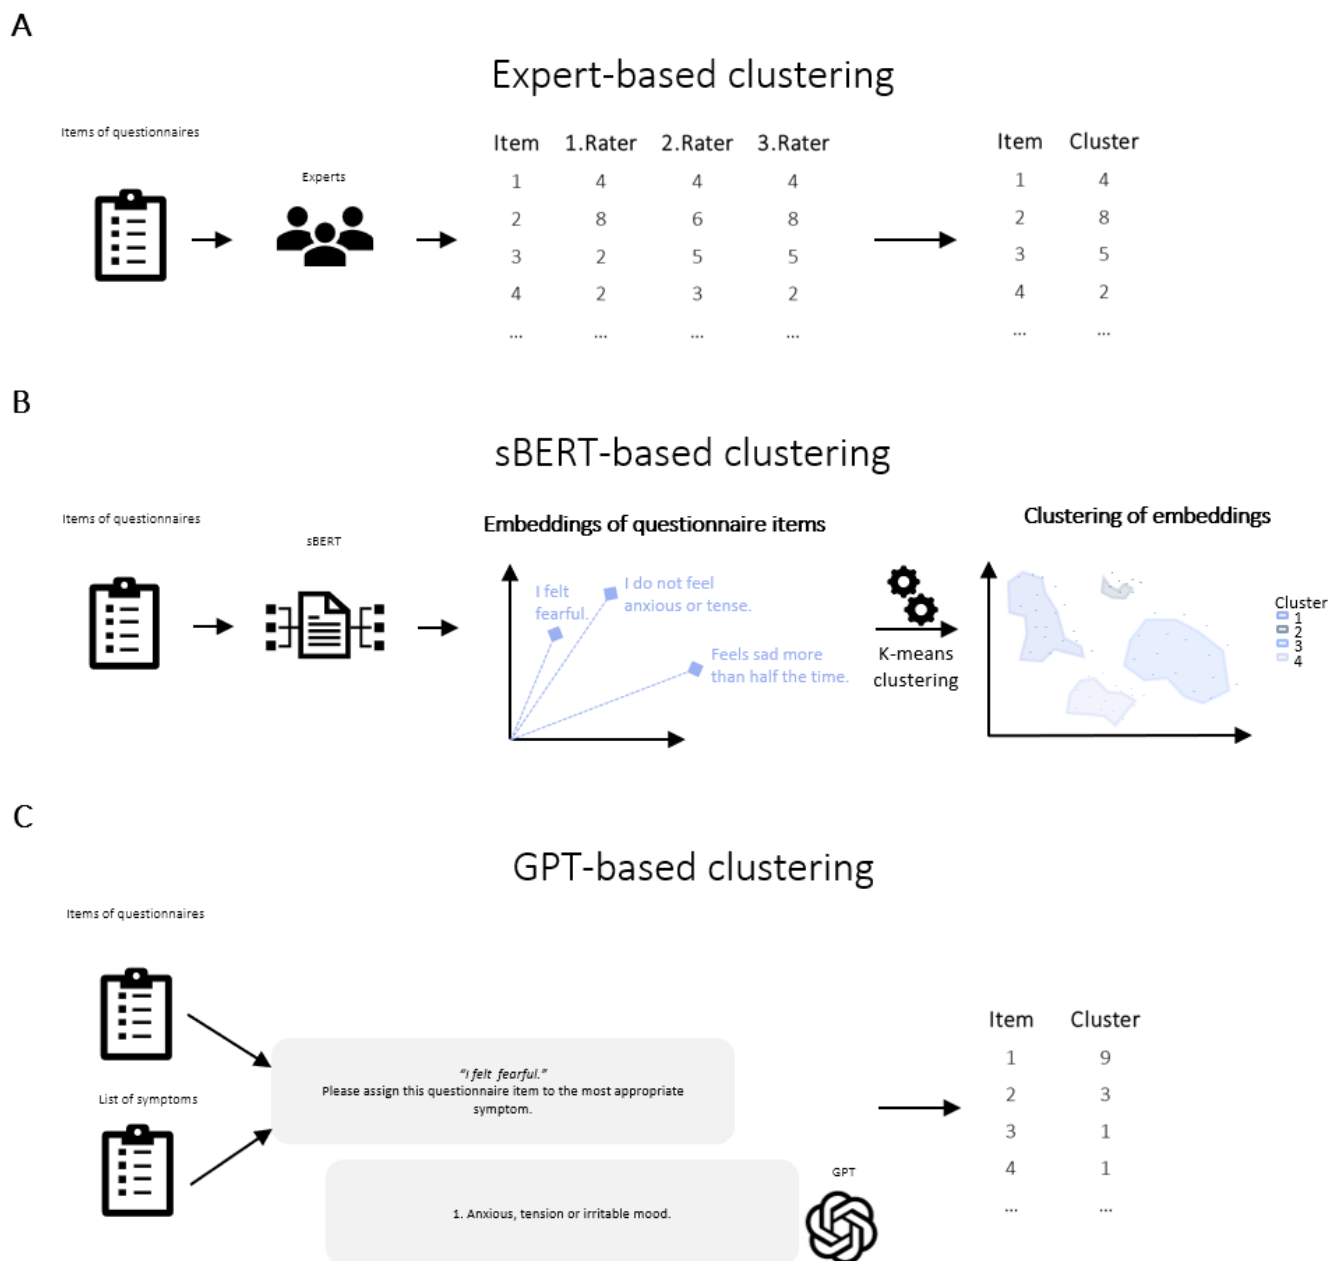 A
Expert-based clustering
Items of questionnaires
Experts
Item 1.Rater 2.Rater 3.Rater
1 4 4 4
2 8 6 8
3 2 5 5
4 2 3 2
... ... ... ...
Item Cluster
1 4
2 8
3 5
4 2
... ...
B
sBERT-based clustering
Items of questionnaires
sBERT
Embeddings of questionnaire items
I felt
fearful.
I do not feel
anxious or tense.
Feels sad more
than half the time.
K-means
clustering
Clustering of embeddings
Cluster
1
2
3
4
C
GPT-based clustering
Items of questionnaires
List of symptoms
"I felt fearful."
Please assign this questionnaire item to the most appropriate
symptom.
1. Anxious, tension or irritable mood.
GPT
Item Cluster
1 9
2 3
3 1
4 1
... ...